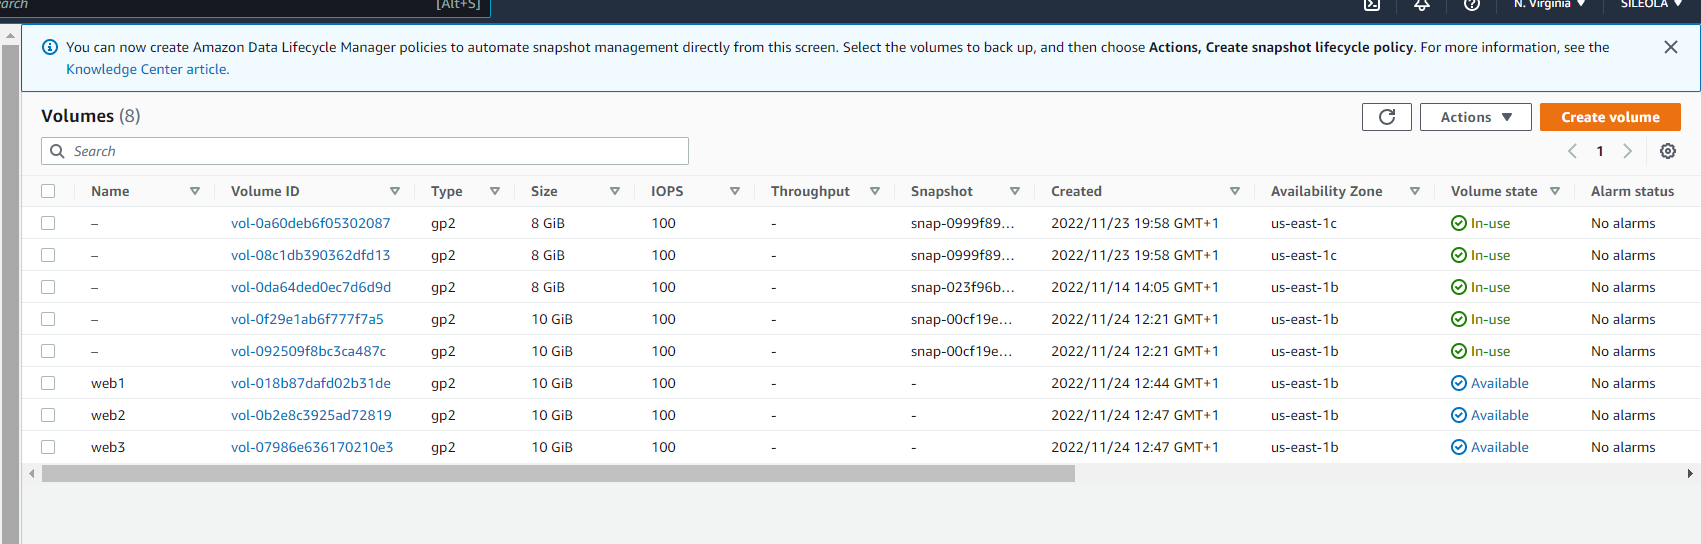 earch [Alt+S] N. Virginia SILEOLA
You can now create Amazon Data Lifecycle Manager policies to automate snapshot management directly from this screen. Select the volumes to back up, and then choose Actions, Create snapshot lifecycle policy. For more information, see the
Knowledge Center article.
Volumes (8) Actions Create volume
Search 1
Name Volume ID Type Size IOPS Throughput Snapshot Created Availability Zone Volume state Alarm status
– vol-0a60deb6f05302087 gp2 8 GiB 100 - snap-0999f89... 2022/11/23 19:58 GMT+1 us-east-1c In-use No alarms
– vol-08c1db390362dfd13 gp2 8 GiB 100 - snap-0999f89... 2022/11/23 19:58 GMT+1 us-east-1c In-use No alarms
– vol-0da64ded0ec7d6d9d gp2 8 GiB 100 - snap-023f96b... 2022/11/14 14:05 GMT+1 us-east-1b In-use No alarms
– vol-0f29e1ab6f777f7a5 gp2 10 GiB 100 - snap-00cf19e... 2022/11/24 12:21 GMT+1 us-east-1b In-use No alarms
– vol-092509f8bc3ca487c gp2 10 GiB 100 - snap-00cf19e... 2022/11/24 12:21 GMT+1 us-east-1b In-use No alarms
web1 vol-018b87dafd02b31de gp2 10 GiB 100 - - 2022/11/24 12:44 GMT+1 us-east-1b Available No alarms
web2 vol-0b2e8c3925ad72819 gp2 10 GiB 100 - - 2022/11/24 12:47 GMT+1 us-east-1b Available No alarms
web3 vol-07986e636170210e3 gp2 10 GiB 100 - - 2022/11/24 12:47 GMT+1 us-east-1b Available No alarms